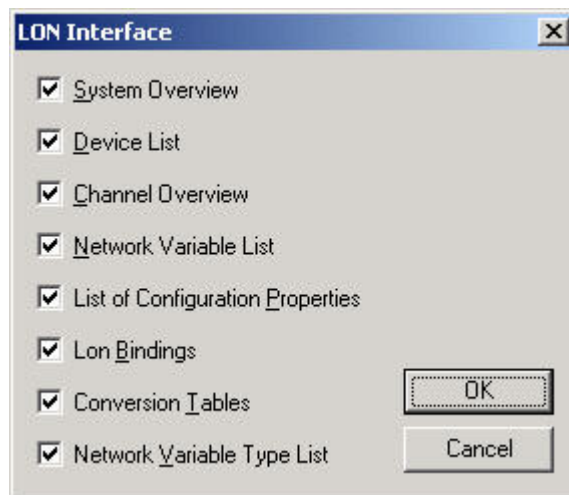 LON Interface
System Overview
Device List
Channel Overview
Network Variable List
List of Configuration Properties
Lon Bindings
Conversion Tables
OK
Network Variable Type List
Cancel